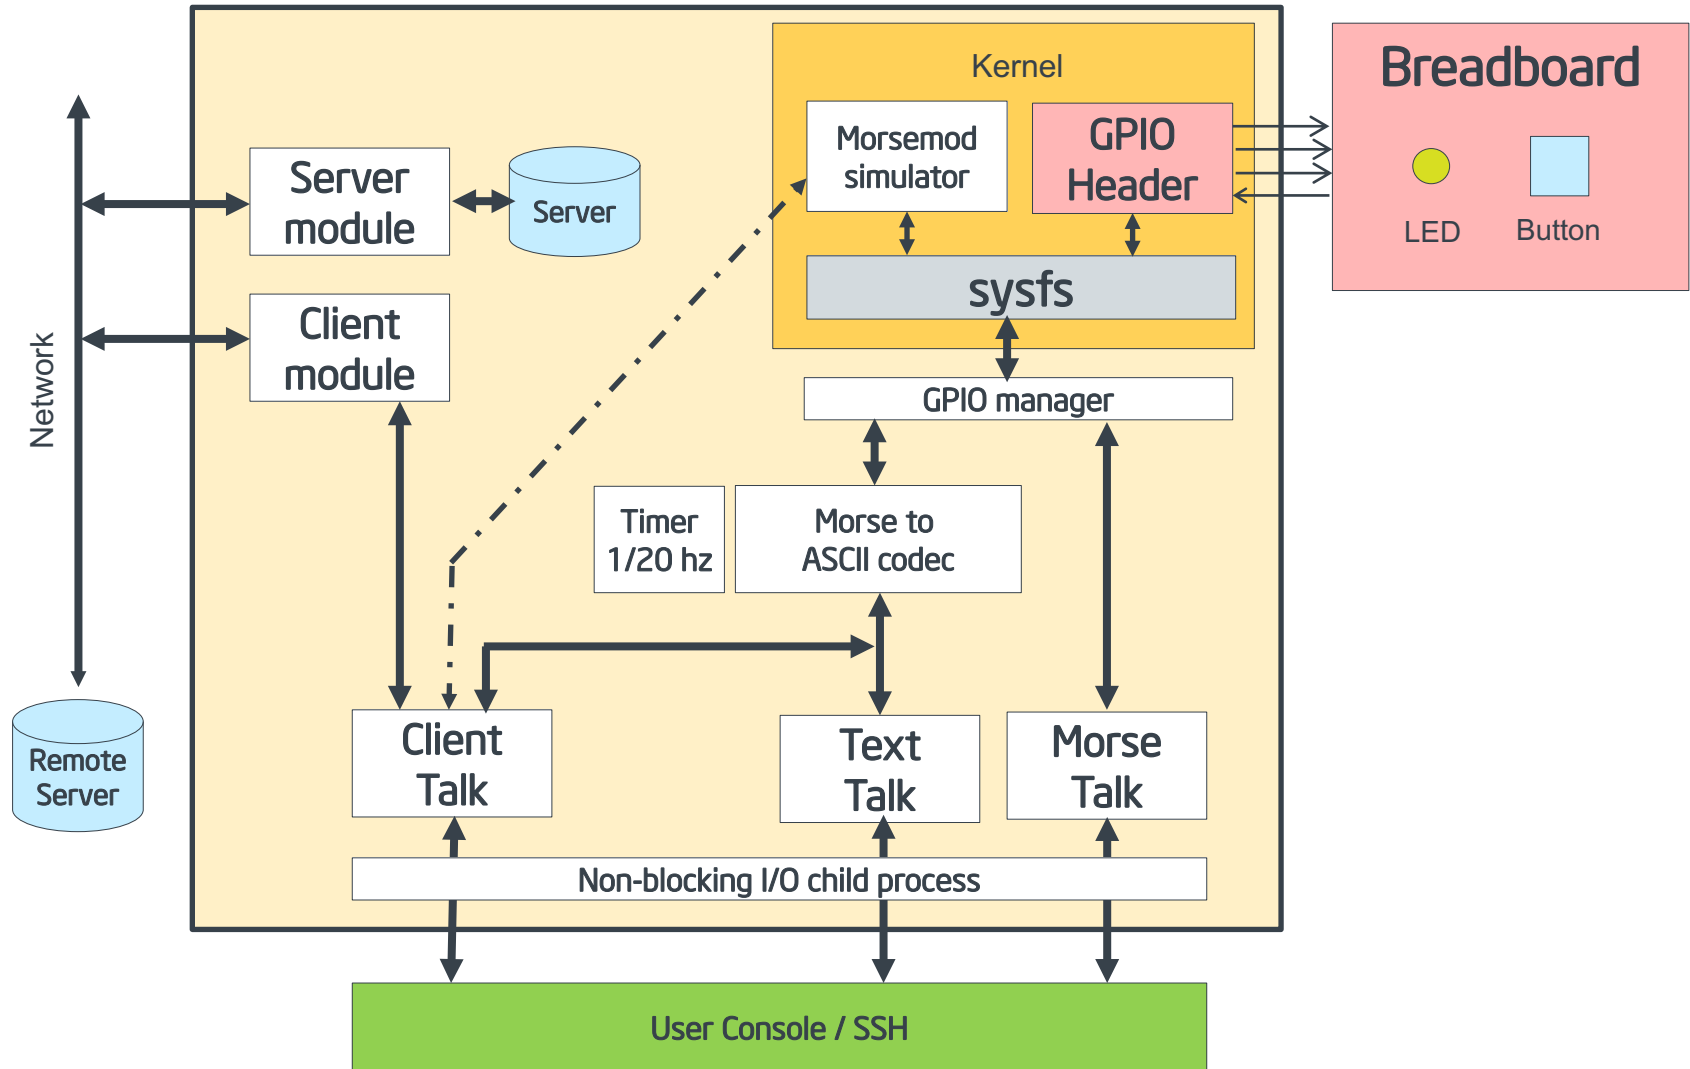 Kernel
Breadboard
Morsemod
simulator
GPIO
Header
LED
Button
Server
module
Server
sysfs
Client
module
Network
GPIO manager
Timer
1/20 hz
Morse to
ASCII codec
Client
Talk
Text
Talk
Morse
Talk
Remote
Server
Non-blocking I/O child process
User Console / SSH